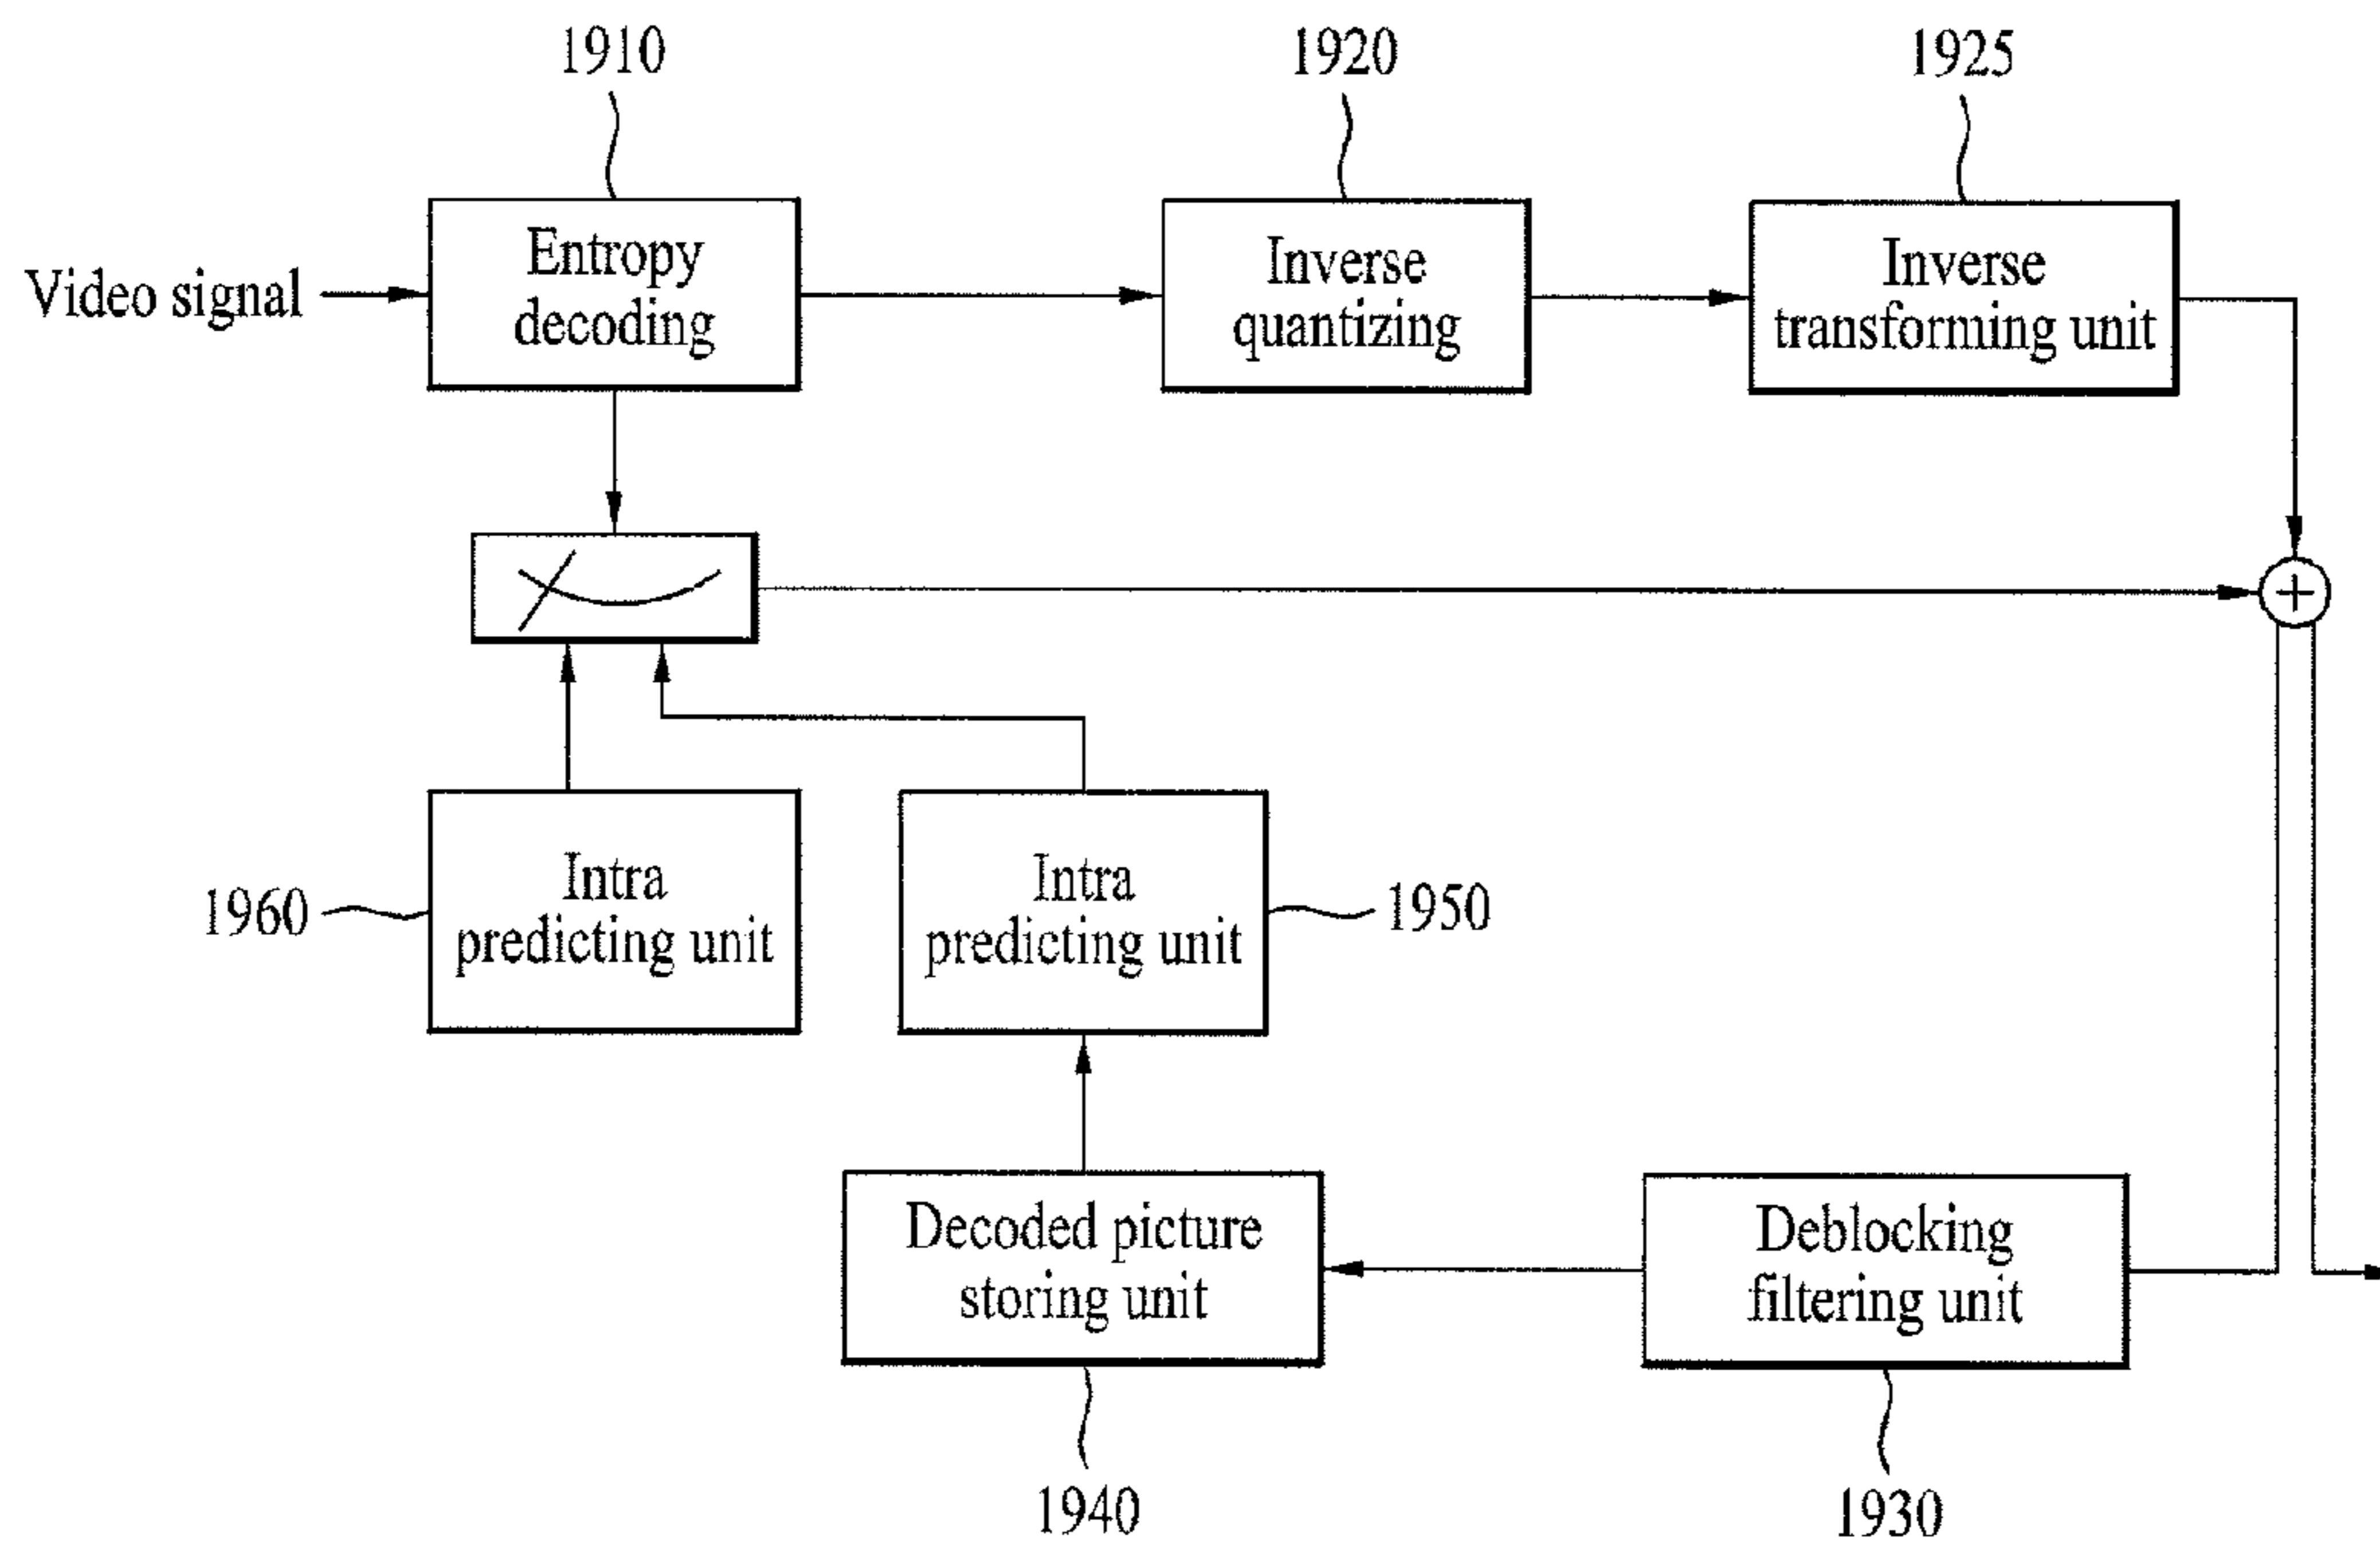 1910
1920
1925
Video signal
Entropy
decoding
Inverse
quantizing
Inverse
transforming unit
+
1960
Intra
predicting unit
Intra
predicting unit
1950
Decoded picture
storing unit
Deblocking
filtering unit
1940
1930